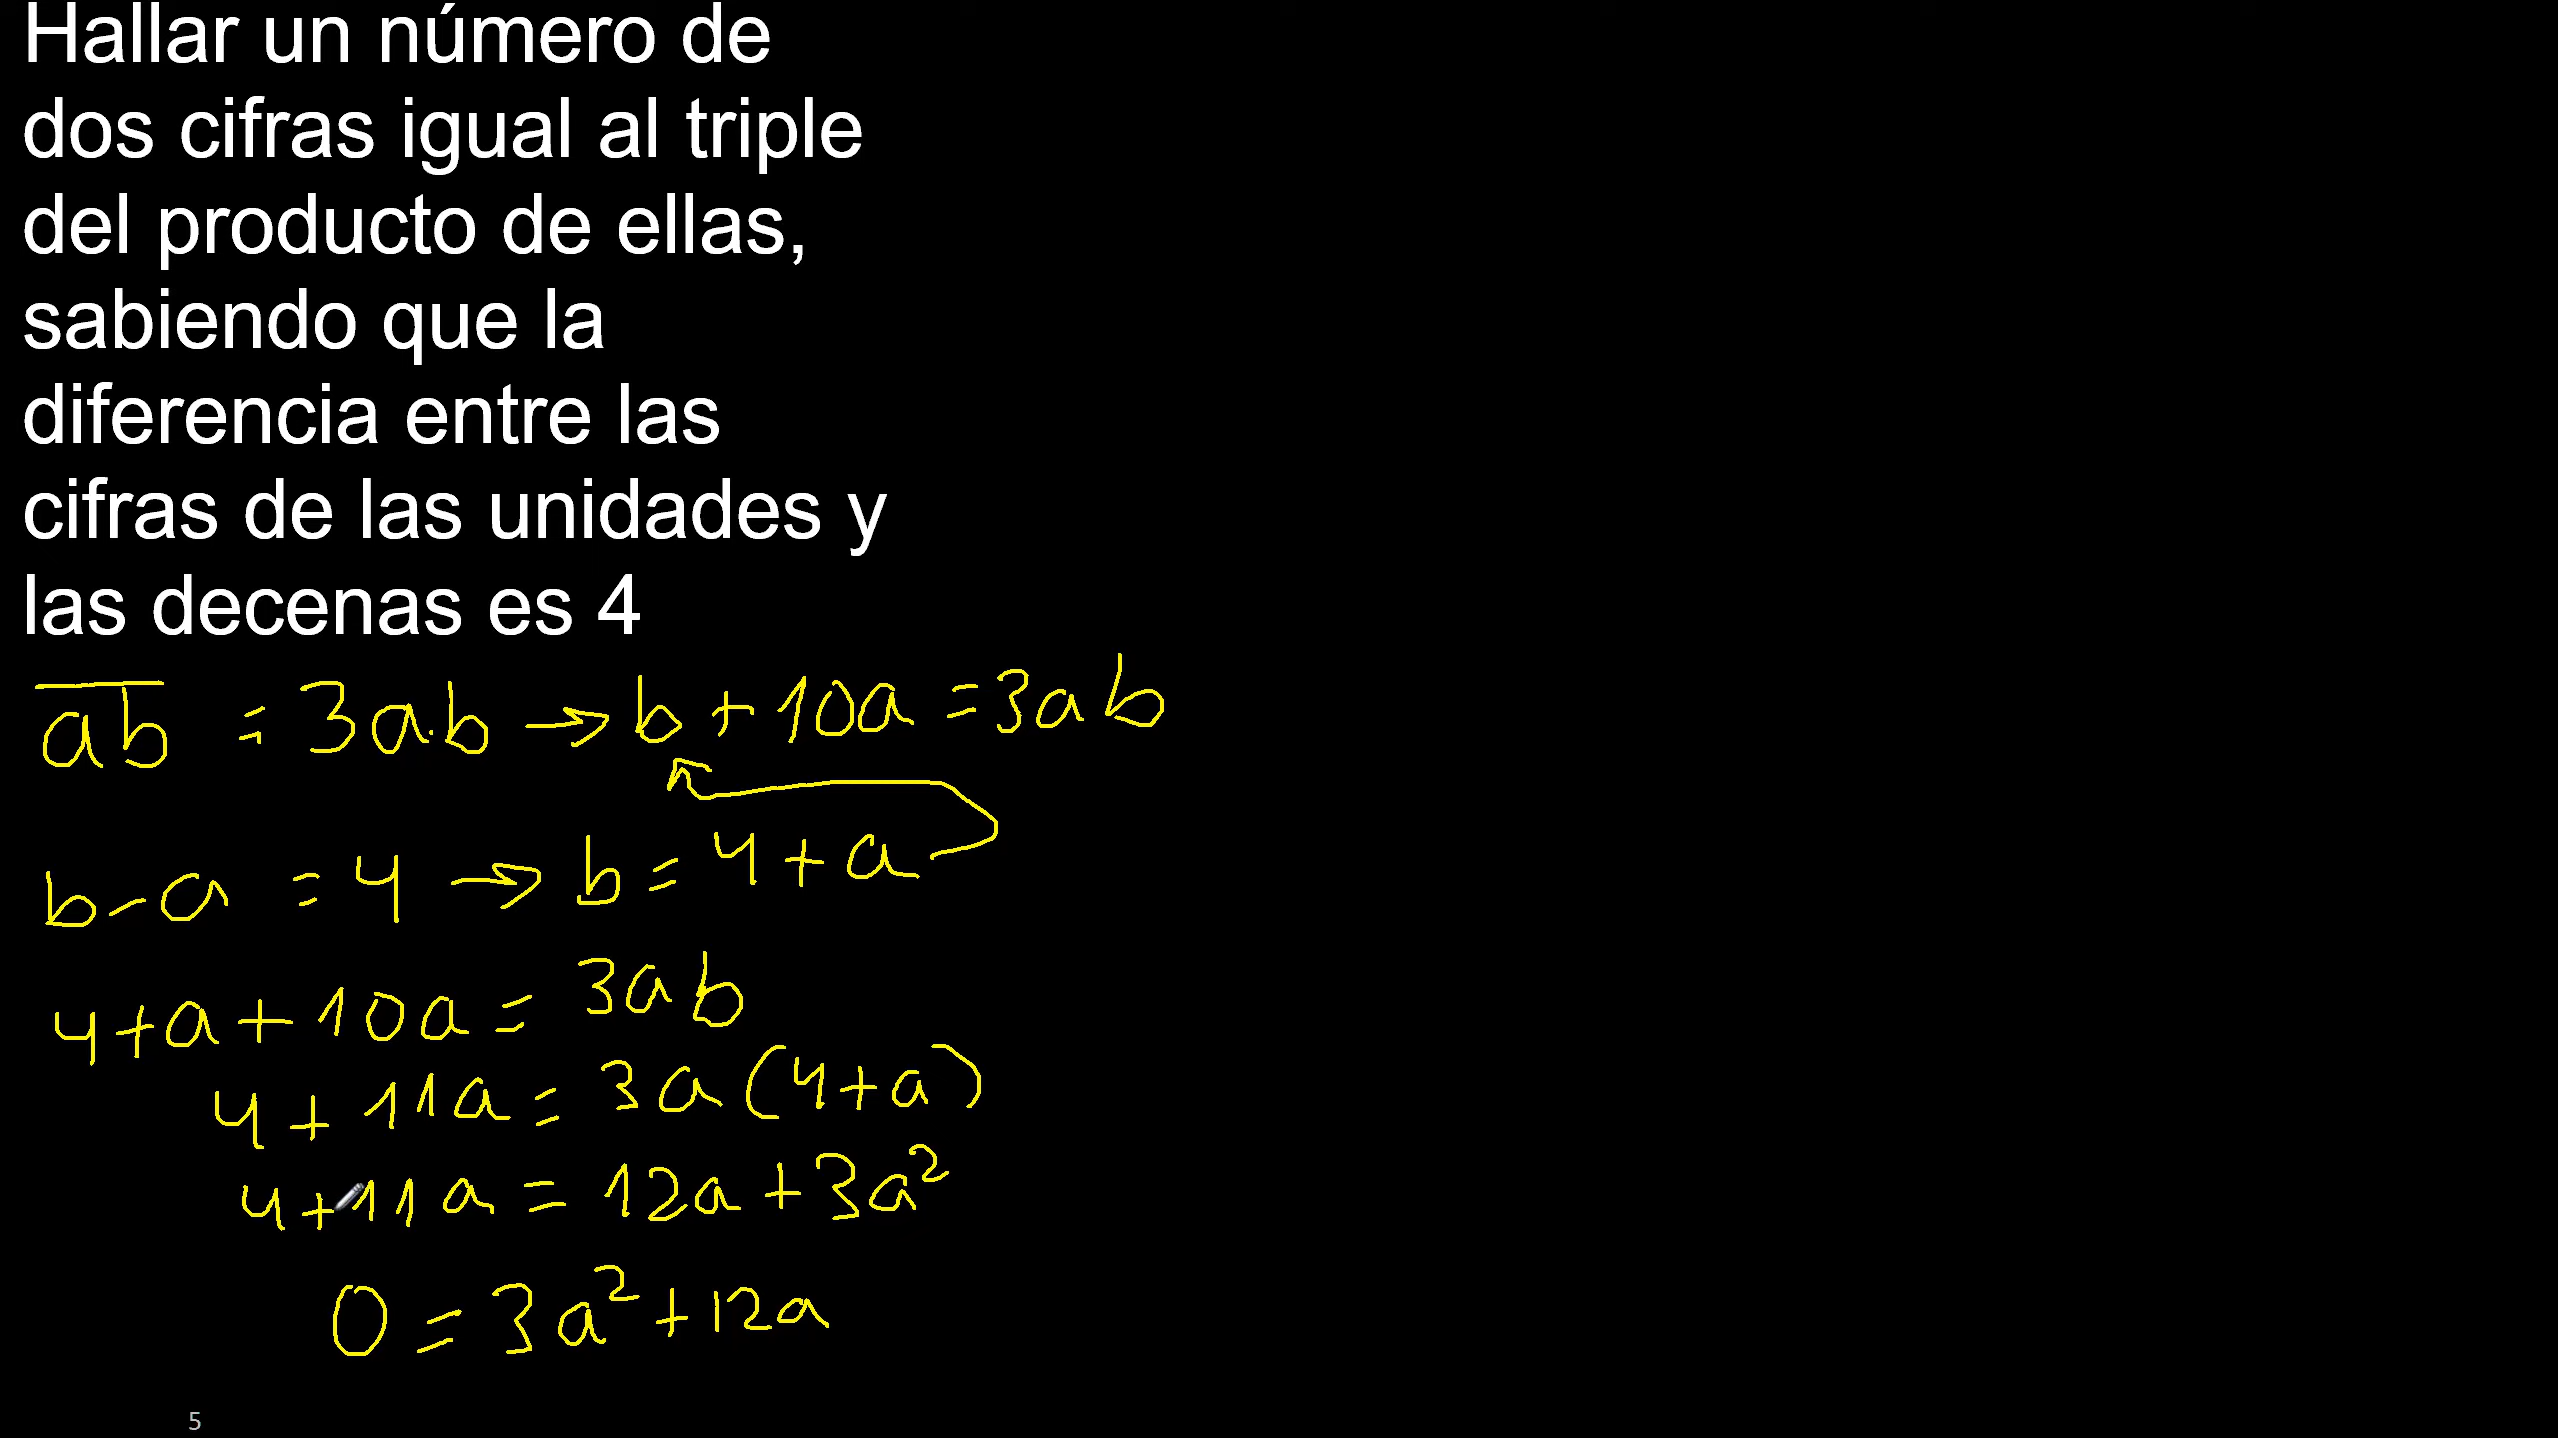 Hallar un número de
dos cifras igual al triple
del producto de ellas,
sabiendo que la
diferencia entre las
cifras de las unidades y
las decenas es 4
ab = 3a.b → b + 10a = 3ab
b - a = 4 → b = 4 + a
4 + a + 10a = 3ab
4 + 11a = 3a(4+a)
4 + 11a = 12a + 3a²
0 = 3a² + 12a
5